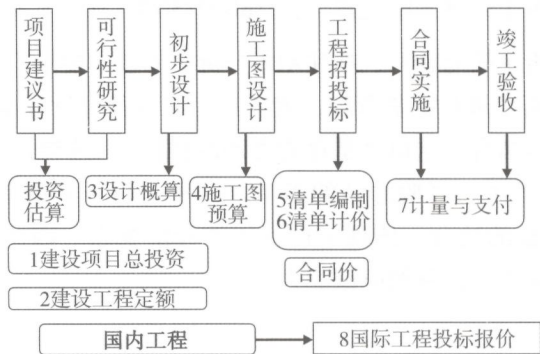 项目建议书
可行性研究
初步设计
施工图设计
工程招投标
合同实施
竣工验收
投资
估算
3设计概算
4施工图
预算
5清单编制
6清单计价
7计量与支付
合同价
1建设项目总投资
2建设工程定额
国内工程
8国际工程投标报价